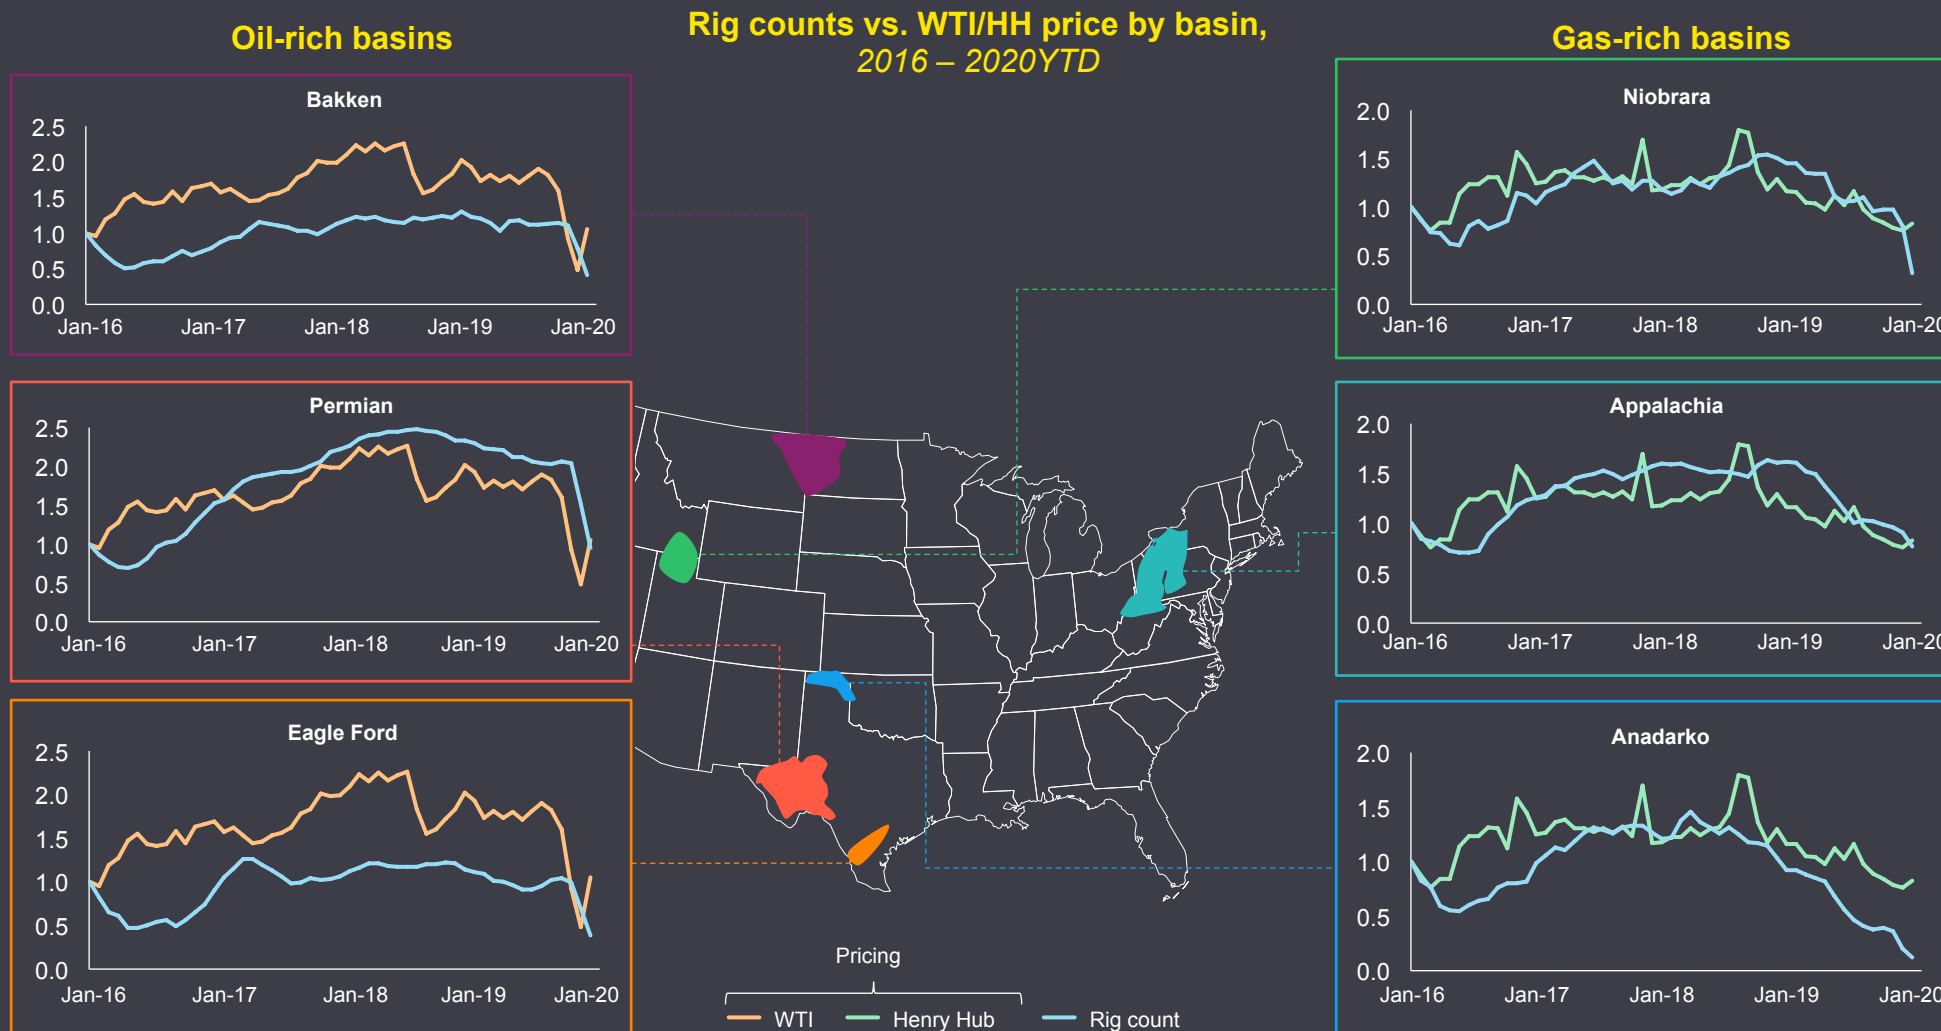 Rig counts vs. WTI/HH price by basin,
2016 – 2020YTD
Oil-rich basins
Bakken
2.5
2.0
1.5
1.0
0.5
0.0
Jan-16 Jan-17 Jan-18 Jan-19 Jan-20
Permian
2.5
2.0
1.5
1.0
0.5
0.0
Jan-16 Jan-17 Jan-18 Jan-19 Jan-20
Eagle Ford
2.5
2.0
1.5
1.0
0.5
0.0
Jan-16 Jan-17 Jan-18 Jan-19 Jan-20
Pricing
WTI Henry Hub Rig count
Gas-rich basins
Niobrara
2.0
1.5
1.0
0.5
0.0
Jan-16 Jan-17 Jan-18 Jan-19 Jan-20
Appalachia
2.0
1.5
1.0
0.5
0.0
Jan-16 Jan-17 Jan-18 Jan-19 Jan-20
Anadarko
2.0
1.5
1.0
0.5
0.0
Jan-16 Jan-17 Jan-18 Jan-19 Jan-20